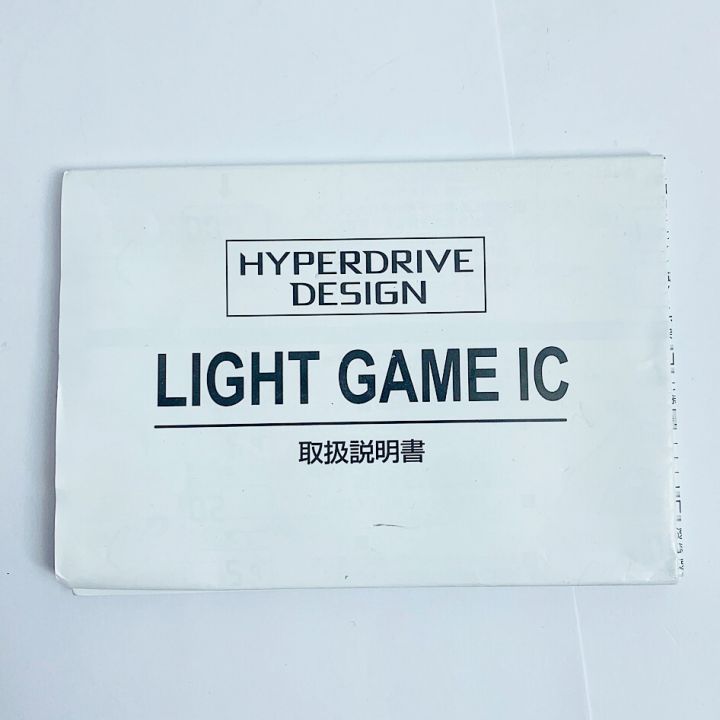 HYPERDRIVE
DESIGN
LIGHT GAME IC
取扱説明書